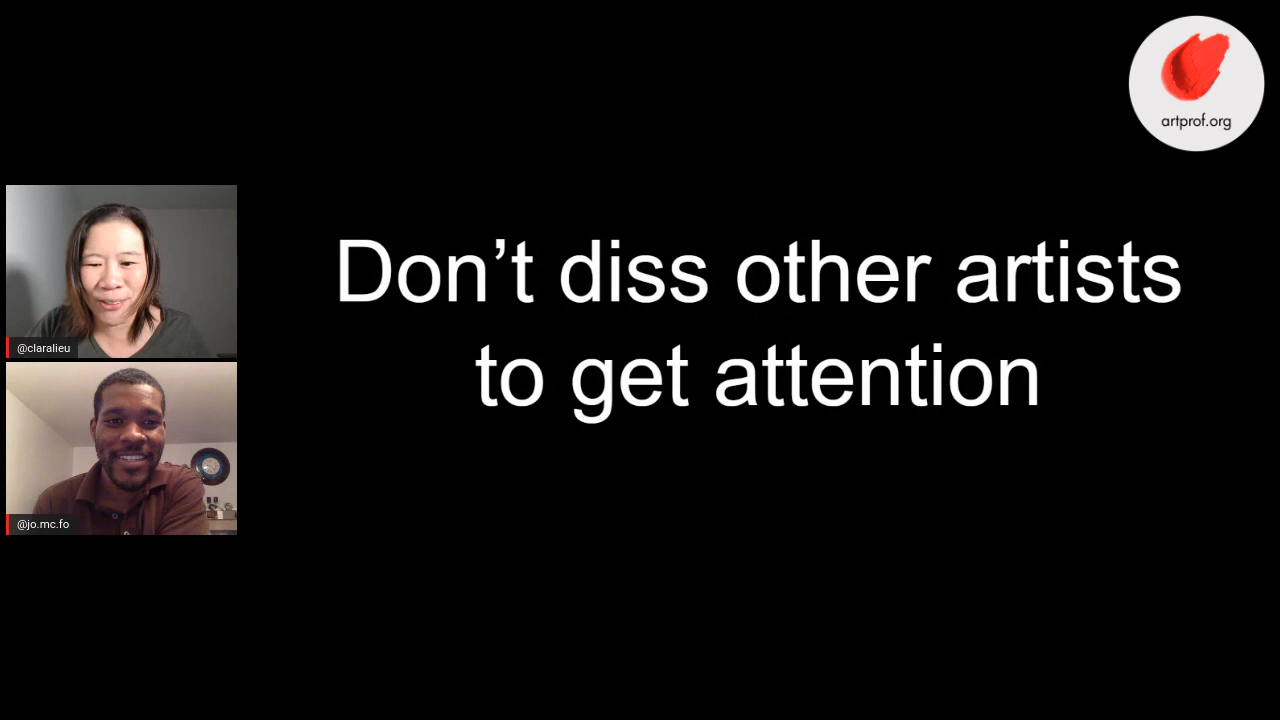 artprof.org
Don't diss other artists
to get attention
@claralieu
@jo.mc.fo